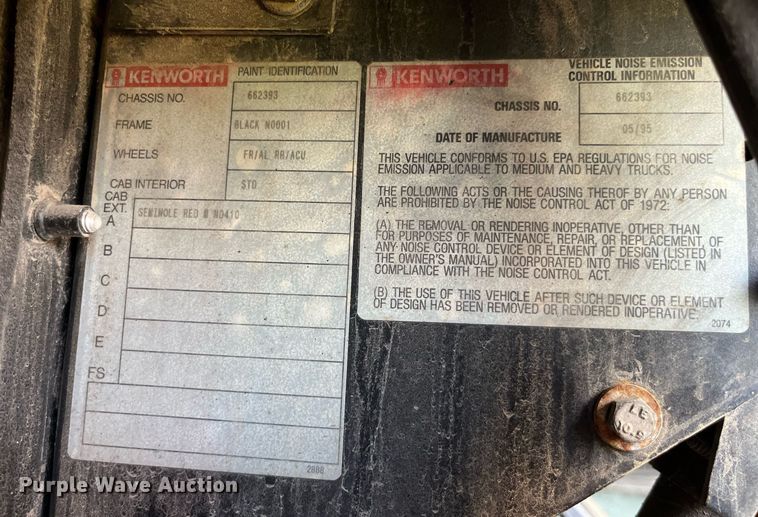 KENWORTH PAINT IDENTIFICATION
CHASSIS NO. 662393
FRAME BLACK N0001
WHEELS FR/AL RR/ACU
CAB INTERIOR STD
CAB
EXT.
A SEMINOLE RED M N0410
B
C
D
E
FS
2888
KENWORTH
VEHICLE NOISE EMISSION
CONTROL INFORMATION
CHASSIS NO. 662393
DATE OF MANUFACTURE 05/95
THIS VEHICLE CONFORMS TO U.S. EPA REGULATIONS FOR NOISE
EMISSION APPLICABLE TO MEDIUM AND HEAVY TRUCKS.
THE FOLLOWING ACTS OR THE CAUSING THEROF BY ANY PERSON
ARE PROHIBITED BY THE NOISE CONTROL ACT OF 1972:
(A) THE REMOVAL OR RENDERING INOPERATIVE, OTHER THAN
FOR PURPOSES OF MAINTENANCE, REPAIR, OR REPLACEMENT, OF
ANY NOISE CONTROL DEVICE OR ELEMENT OF DESIGN (LISTED IN
THE OWNER'S MANUAL) INCORPORATED INTO THIS VEHICLE IN
COMPLIANCE WITH THE NOISE CONTROL ACT.
(B) THE USE OF THIS VEHICLE AFTER SUCH DEVICE OR ELEMENT
OF DESIGN HAS BEEN REMOVED OR RENDERED INOPERATIVE.
2074
LE
10.9
Purple Wave Auction